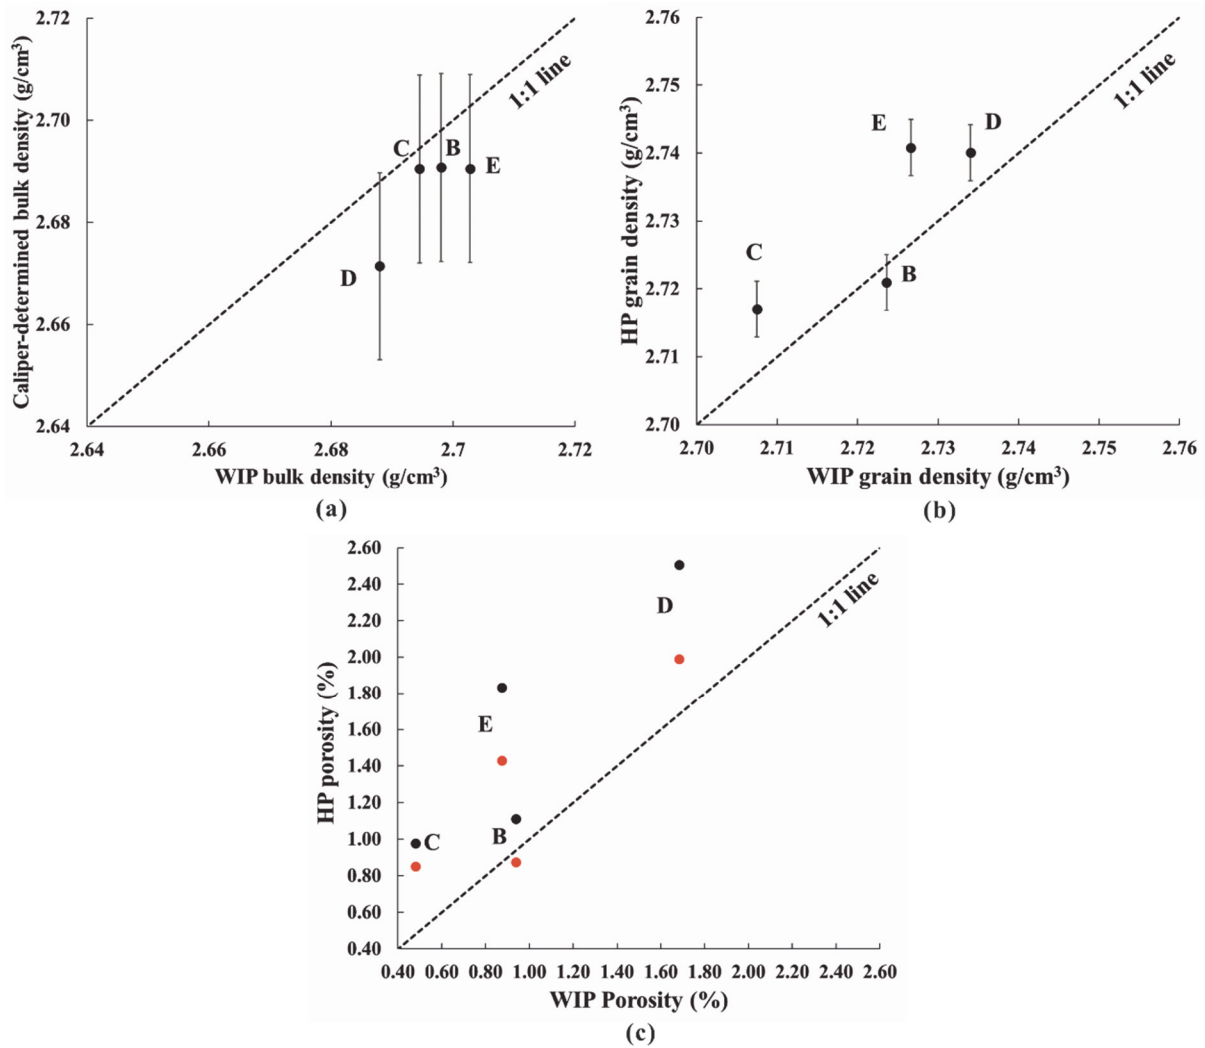 2.72
2.70
2.68
2.66
2.64
Caliper-determined bulk density (g/cm³)
1:1 line
C
B
E
D
2.64 2.66 2.68 2.7 2.72
WIP bulk density (g/cm³)
(a)
2.76
2.75
2.74
2.73
2.72
2.71
2.70
HP grain density (g/cm³)
1:1 line
E
D
C
B
2.70 2.71 2.72 2.73 2.74 2.75 2.76
WIP grain density (g/cm³)
(b)
2.60
2.40
2.20
2.00
1.80
1.60
1.40
1.20
1.00
0.80
0.60
0.40
HP porosity (%)
1:1 line
D
E
B
C
0.40 0.60 0.80 1.00 1.20 1.40 1.60 1.80 2.00 2.20 2.40 2.60
WIP Porosity (%)
(c)